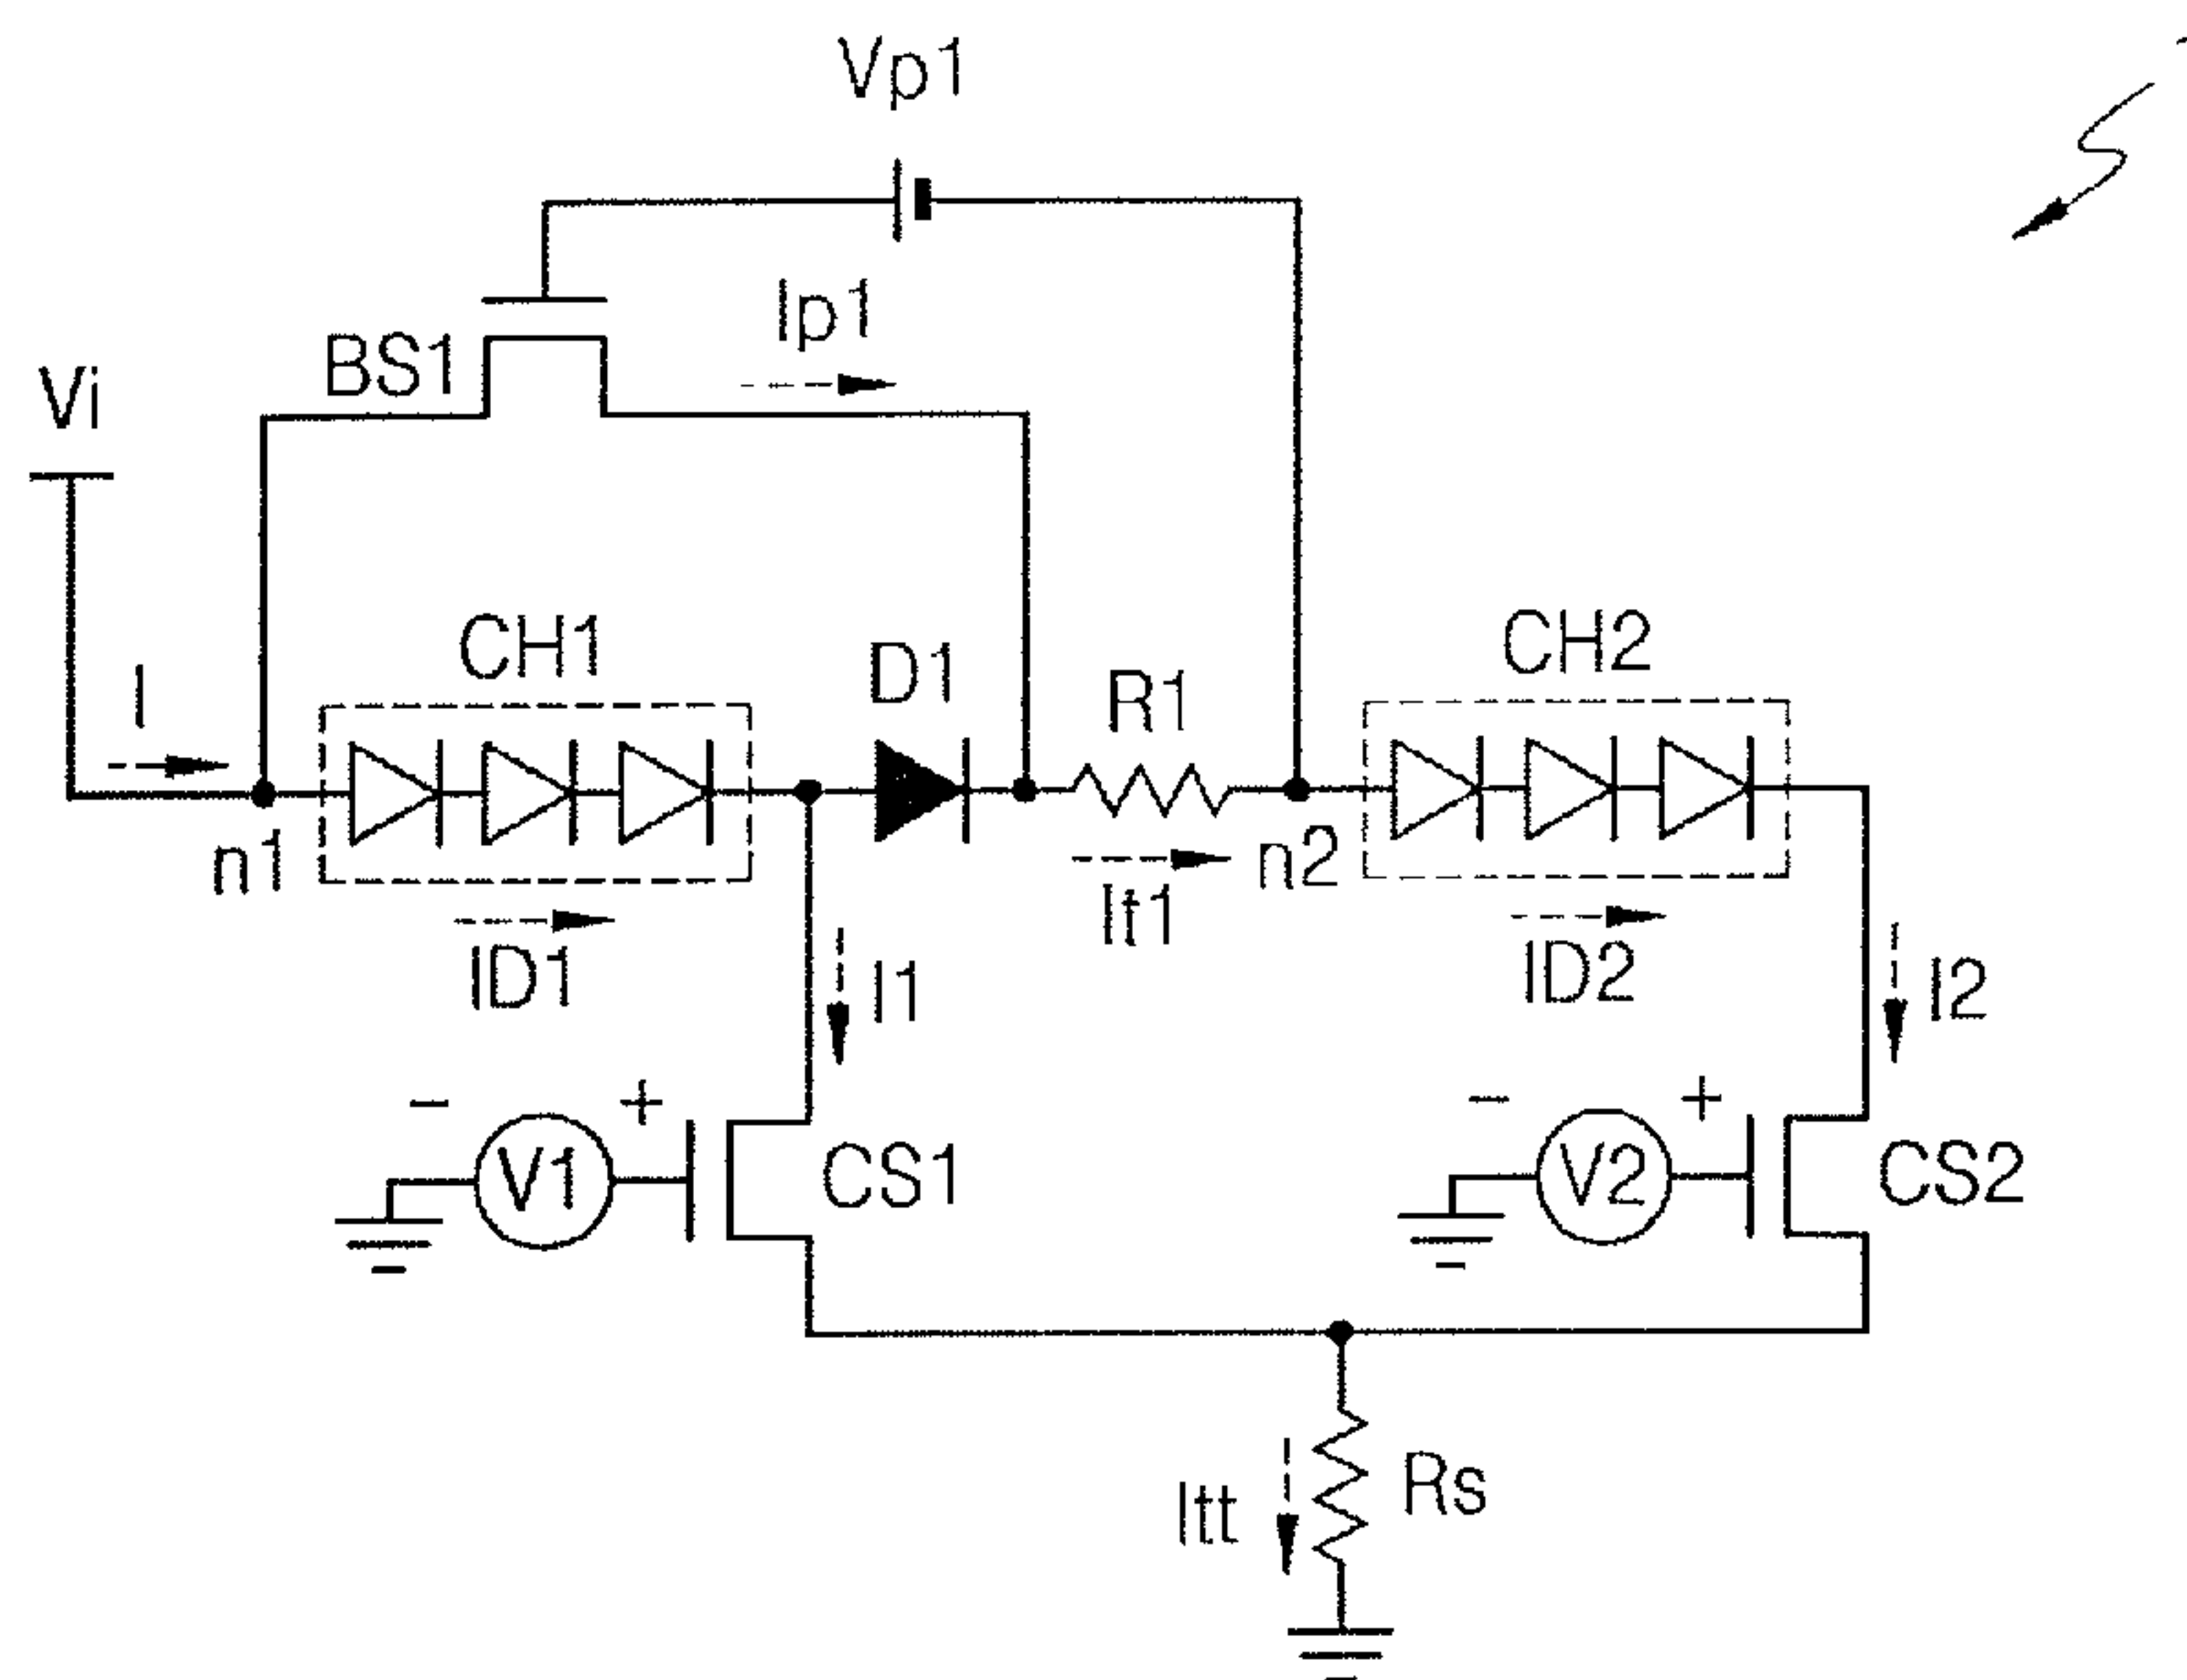 Vp1
Ip1
BS1
Vi
CH1
D1
R1
CH2
I
n1
n2
It1
ID1
I1
ID2
I2
- +
V1
CS1
- +
V2
CS2
Itt
Rs